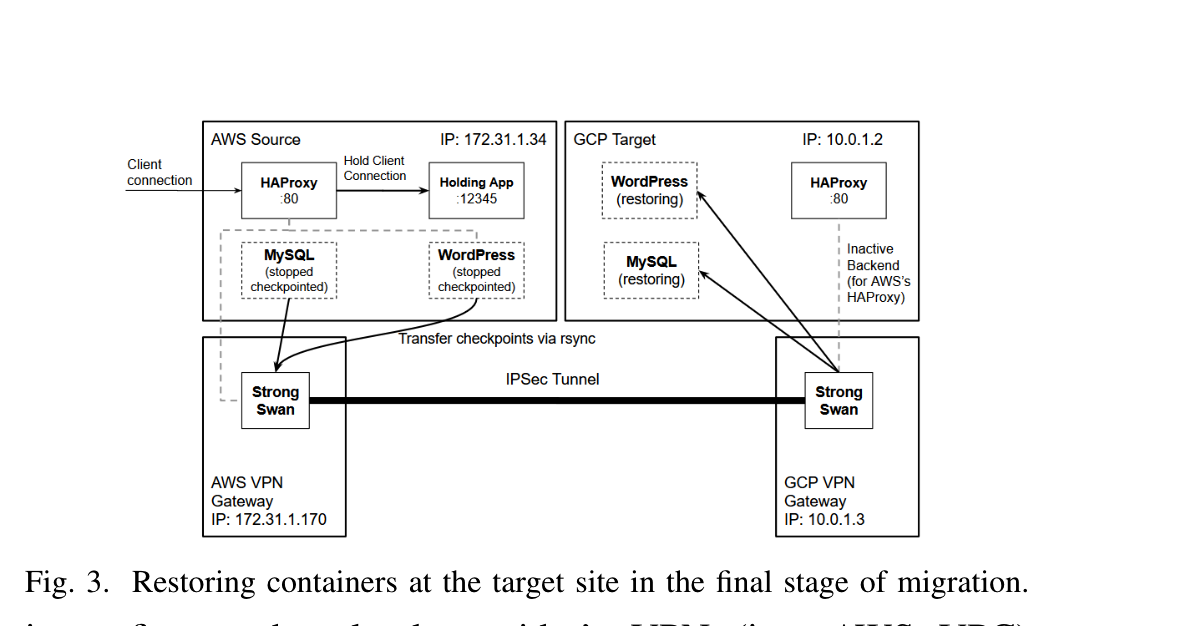 AWS Source
IP: 172.31.1.34
GCP Target
IP: 10.0.1.2
Client
connection
HAProxy
:80
Hold Client
Connection
Holding App
:12345
WordPress
(restoring)
HAProxy
:80
MySQL
(stopped
checkpointed)
WordPress
(stopped
checkpointed)
MySQL
(restoring)
Inactive
Backend
(for AWS's
HAProxy)
Transfer checkpoints via rsync
IPSec Tunnel
Strong
Swan
Strong
Swan
AWS VPN
Gateway
IP: 172.31.1.170
GCP VPN
Gateway
IP: 10.0.1.3
Fig. 3. Restoring containers at the target site in the final stage of migration.